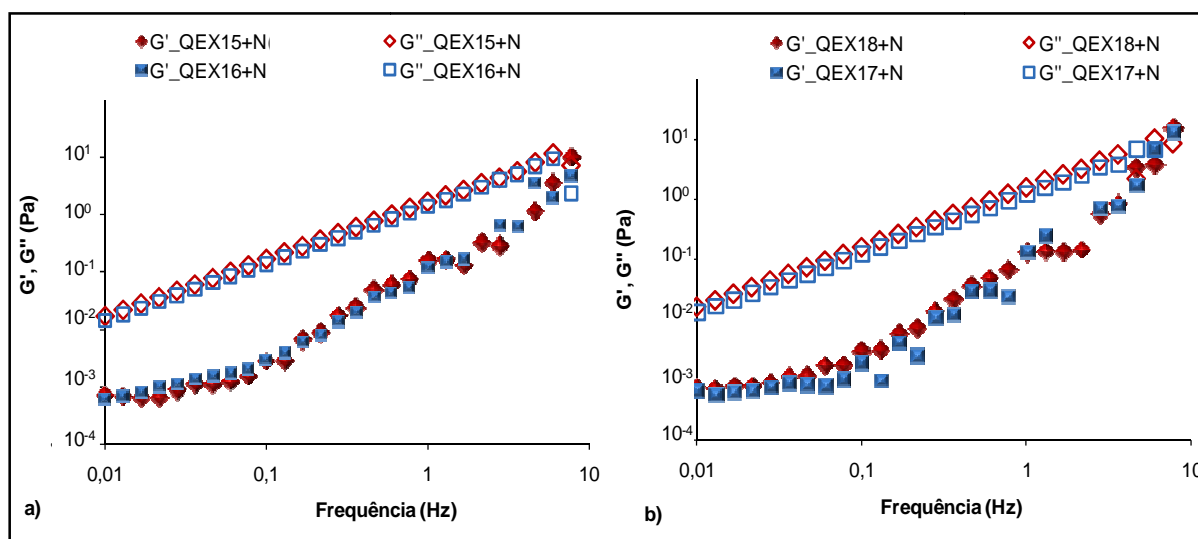 G'_QEX15+N( G"_QEX15+N
G'_QEX16+N G"_QEX16+N
G', G" (Pa)
10¹
10⁰
10⁻¹
10⁻²
10⁻³
10⁻⁴
0,01 0,1 1 10
Frequência (Hz)
a)
G'_QEX18+N G"_QEX18+N
G'_QEX17+N G"_QEX17+N
G', G" (Pa)
10¹
10⁰
10⁻¹
10⁻²
10⁻³
10⁻⁴
0,01 0,1 1 10
Frequência (Hz)
b)